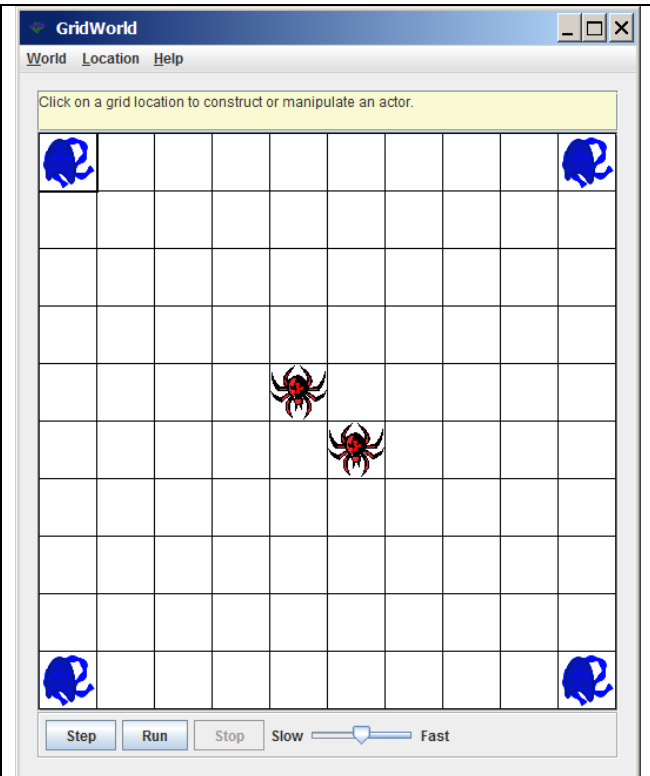 GridWorld
World Location Help
Click on a grid location to construct or manipulate an actor.
Step Run Stop Slow Fast